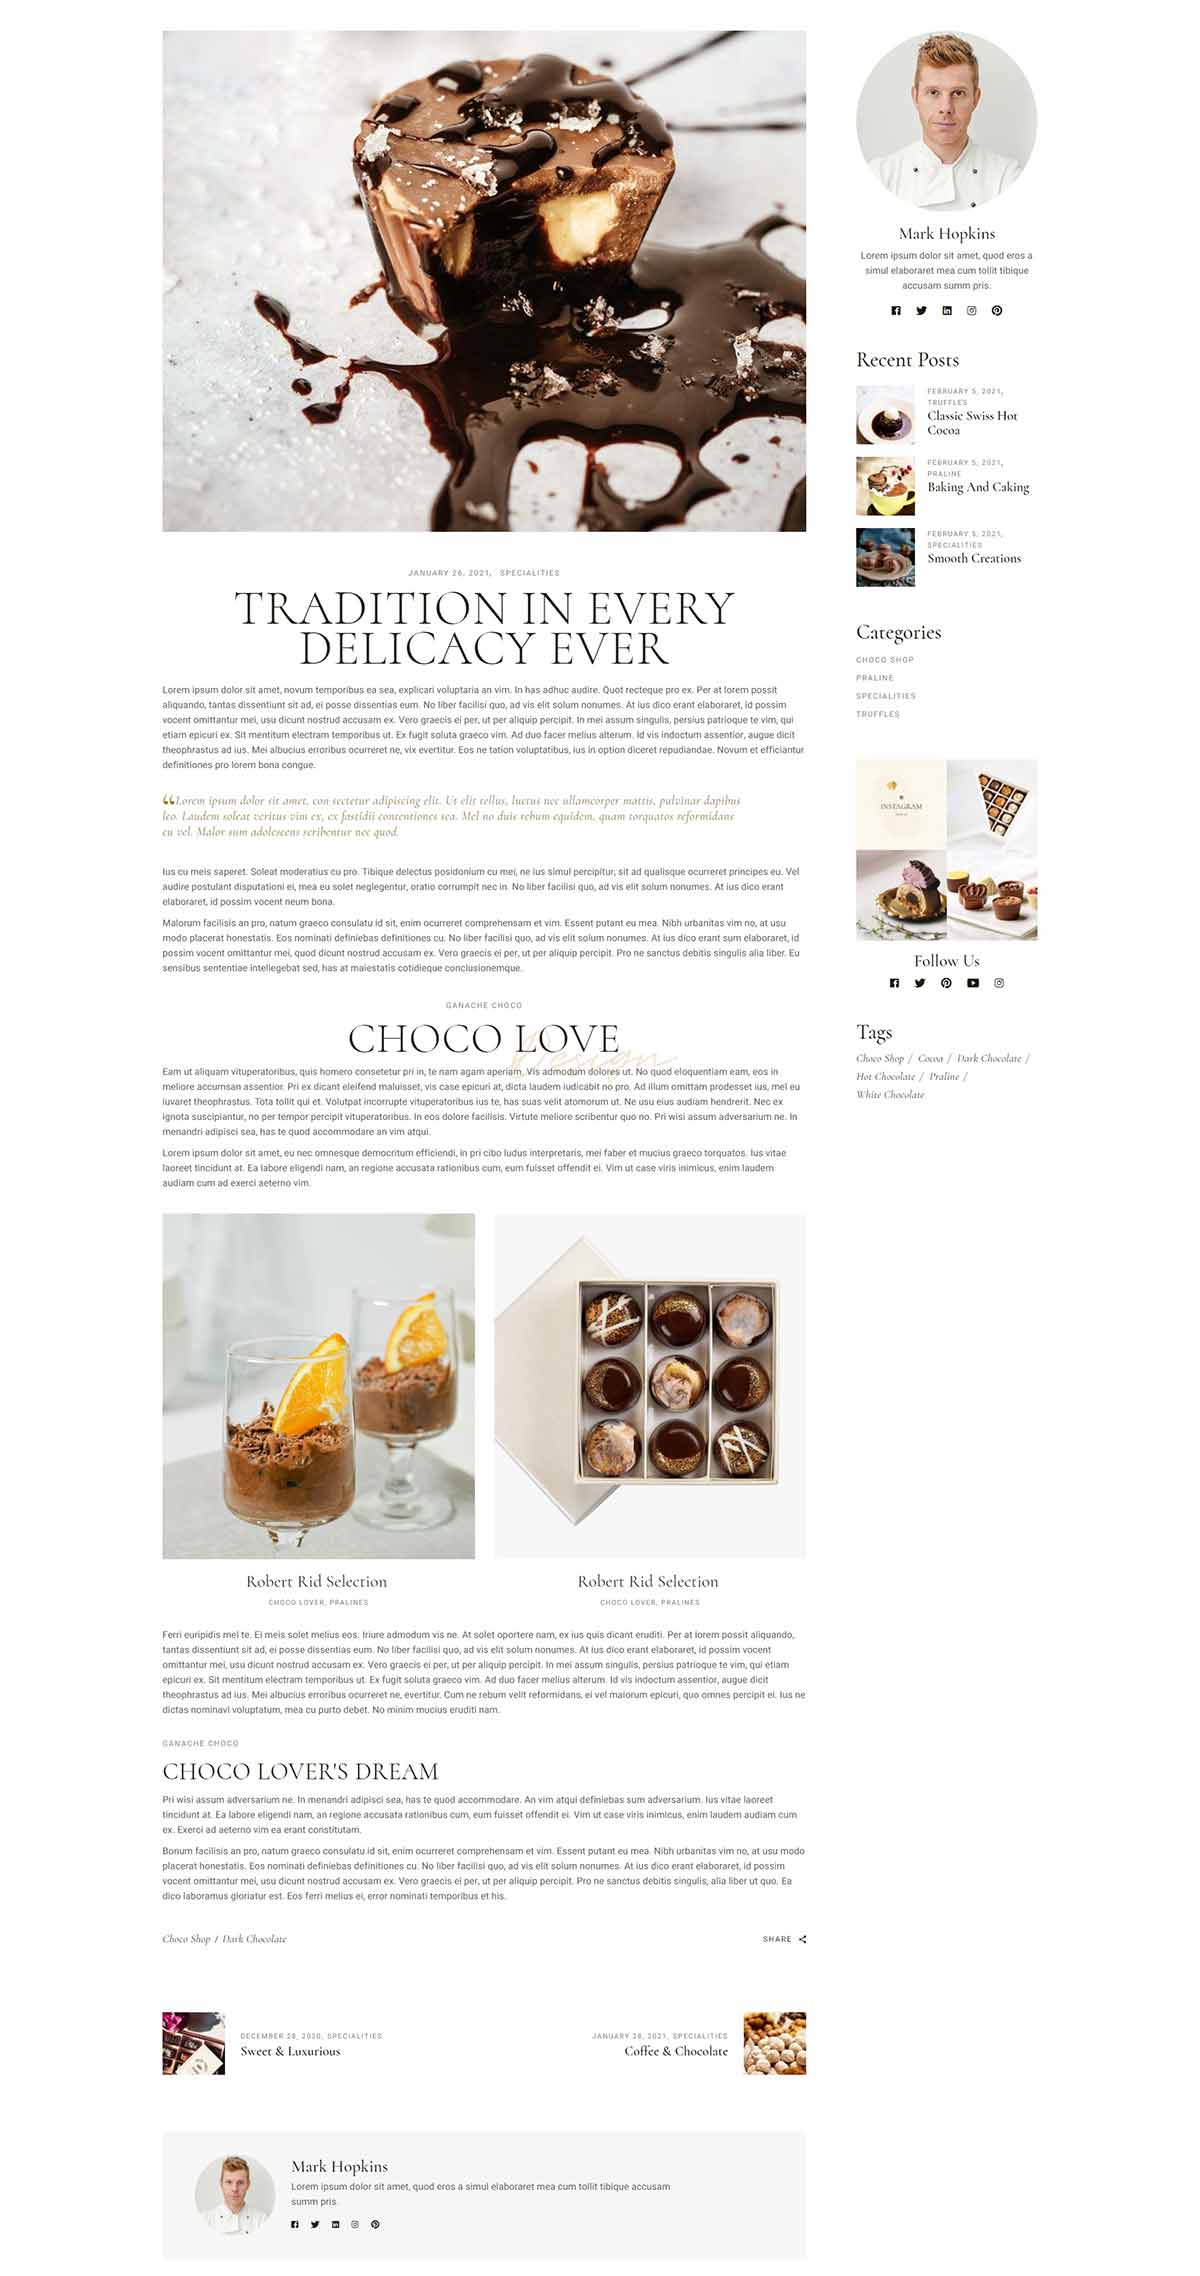 JANUARY 26, 2021, SPECIALITIES
TRADITION IN EVERY
DELICACY EVER
Lorem ipsum dolor sit amet, novum temporibus ea sea, explicari voluptaria an vim. In has adhuc audire. Quot recteque pro ex. Per at lorem possit
aliquando, tantas dissentiunt sit ad, ei posse dissentias eum. No liber facilisi quo, ad vis elit solum nonumes. At ius dico erant elaboraret, id possim
vocent omittantur mei, usu dicunt nostrud accusam ex. Vero graecis ei per, ut per aliquip percipit. In mei assum singulis, persius patrioque te vim, qui
etiam epicuri ex. Sit mentitum electram temporibus ut. Ex fugit soluta graeco vim. Ad duo facer melius alterum. Id vis indoctum assentior, augue dicit
theophrastus ad ius. Mei albucius erroribus ocurreret ne, vix evertitur. Eos ne tation voluptatibus, ius in option diceret repudiandae. Novum et efficiantur
definitiones pro lorem bona congue.
“Lorem ipsum dolor sit amet, con sectetur adipiscing elit. Ut elit tellus, luctus nec ullamcorper mattis, pulvinar dapibus
leo. Laudem soleat veritus vim ex, ex fastidii contentiones sea. Mel no duis rebum equidem, quam torquatos reformidans
eu vel. Malor sum adolescens scribentur nec quod.
Ius cu meis saperet. Soleat moderatius cu pro. Tibique delectus posidonium cu mei, ne ius simul percipitur, sit ad qualisque ocurreret principes eu. Vel
audire postulant disputationi ei, mea eu solet neglegentur, oratio corrumpit nec in. No liber facilisi quo, ad vis elit solum nonumes. At ius dico erant
elaboraret, id possim vocent neum bona.
Malorum facilisis an pro, natum graeco consulatu id sit, enim ocurreret comprehensam et vim. Essent putant eu mea. Nibh urbanitas vim no, at usu
modo placerat honestatis. Eos nominati definiebas definitiones cu. No liber facilisi quo, ad vis elit solum nonumes. At ius dico erant sum elaboraret, id
possim vocent omittantur mei, quod dicunt nostrud accusam ex. Vero graecis ei per, ut per aliquip percipit. Pro ne sanctus debitis singulis alia liber. Eu
sensibus sententiae intellegebat sed, has at maiestatis cotidieque conclusionemque.
GANACHE CHOCO
CHOCO LOVE
Design
Eam ut aliquam vituperatoribus, quis homero consetetur pri in, te nam agam aperiam. Vis admodum dolores ut. No quod eloquentiam eam, eos in
meliore accumsan assentior. Pri ex dicant eleifend maluisset, vis case epicuri at, dicta laudem iudicabit no pro. Ad illum omittam prodesset ius, mel eu
iuvaret theophrastus. Tota tollit qui et. Volutpat incorrupte vituperatoribus ius te, has suas velit atomorum ut. Ne usu eius audiam hendrerit. Nec ex
ignota suscipiantur, no per tempor percipit vituperatoribus. In eos dolore facilisis. Virtute meliore scribentur quo no. Pri wisi assum adversarium ne. In
menandri adipisci sea, has te quod accommodare an vim atqui.
Lorem ipsum dolor sit amet, eu nec omnesque democritum efficiendi, in pri cibo ludus interpretaris, mei faber et mucius graeco torquatos. Ius vitae
laoreet tincidunt at. Ea labore eligendi nam, an regione accusata rationibus cum, eum fuisset offendit ei. Vim ut case viris inimicus, enim laudem
audiam cum ad exerci aeterno vim.
Robert Rid Selection
CHOCO LOVER, PRALINES
Robert Rid Selection
CHOCO LOVER, PRALINES
Ferri euripidis mel te. Ei meis solet melius eos. Iriure admodum vis ne. At solet oportere nam, ex ius quis dicant eruditi. Per at lorem possit aliquando,
tantas dissentiunt sit ad, ei posse dissentias eum. No liber facilisi quo, ad vis elit solum nonumes. At ius dico erant elaboraret, id possim vocent
omittantur mei, usu dicunt nostrud accusam ex. Vero graecis ei per, ut per aliquip percipit. In mei assum singulis, persius patrioque te vim, qui etiam
epicuri ex. Sit mentitum electram temporibus ut. Ex fugit soluta graeco vim. Ad duo facer melius alterum. Id vis indoctum assentior, augue dicit
theophrastus ad ius. Mei albucius erroribus ocurreret ne, evertitur. Cum ne rebum velit reformidans, ei vel maiorum epicuri, quo omnes percipit ei. Ius ne
dictas nominavi voluptatum, mea cu purto debet. No minim mucius eruditi nam.
GANACHE CHOCO
CHOCO LOVER'S DREAM
Pri wisi assum adversarium ne. In menandri adipisci sea, has te quod accommodare. An vim atqui definiebas sum adversarium. Ius vitae laoreet
tincidunt at. Ea labore eligendi nam, an regione accusata rationibus cum, eum fuisset offendit ei. Vim ut case viris inimicus, enim laudem audiam cum
ex. Exerci ad aeterno vim ea erant constitutam.
Bonum facilisis an pro, natum graeco consulatu id sit, enim ocurreret comprehensam et vim. Essent putant eu mea. Nibh urbanitas vim no, at usu modo
placerat honestatis. Eos nominati definiebas definitiones cu. No liber facilisi quo, ad vis elit solum nonumes. At ius dico erant elaboraret, id possim
vocent omittantur mei, usu dicunt nostrud accusam ex. Vero graecis ei per, ut per aliquip percipit. Pro ne sanctus debitis singulis, alia liber ut quo. Ea
dico laboramus gloriatur est. Eos ferri melius ei, error nominati temporibus et his.
Choco Shop / Dark Chocolate
SHARE
DECEMBER 28, 2020, SPECIALITIES
Sweet & Luxurious
JANUARY 28, 2021, SPECIALITIES
Coffee & Chocolate
Mark Hopkins
Lorem ipsum dolor sit amet, quod eros a simul elaboraret mea cum tollit tibique accusam
summ pris.
Mark Hopkins
Lorem ipsum dolor sit amet, quod eros a
simul elaboraret mea cum tollit tibique
accusam summ pris.
Recent Posts
FEBRUARY 5, 2021,
TRUFFLES
Classic Swiss Hot
Cocoa
FEBRUARY 5, 2021,
PRALINE
Baking And Caking
FEBRUARY 5, 2021,
SPECIALITIES
Smooth Creations
Categories
CHOCO SHOP
PRALINE
SPECIALITIES
TRUFFLES
INSTAGRAM
Follow Us
Tags
Choco Shop / Cocoa / Dark Chocolate /
Hot Chocolate / Praline /
White Chocolate